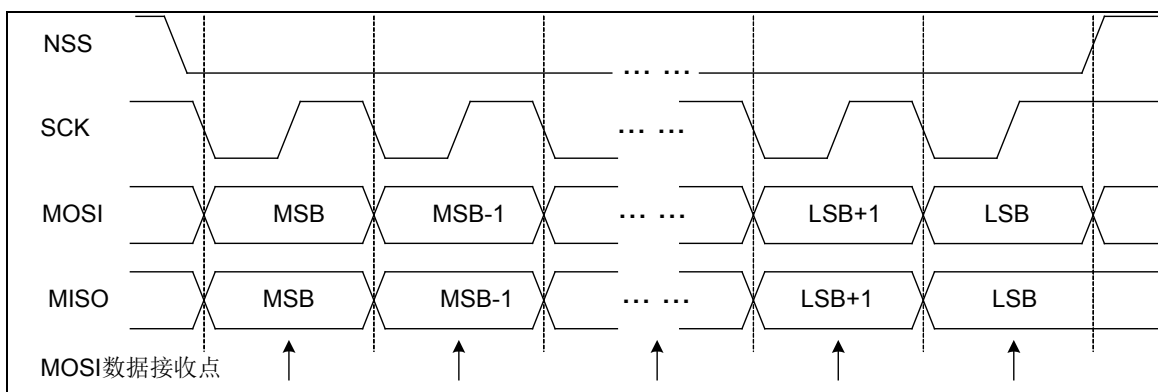 NSS
... ...
SCK
... ...
MOSI MSB MSB-1 ... ... LSB+1 LSB
MISO MSB MSB-1 ... ... LSB+1 LSB
MOSI数据接收点